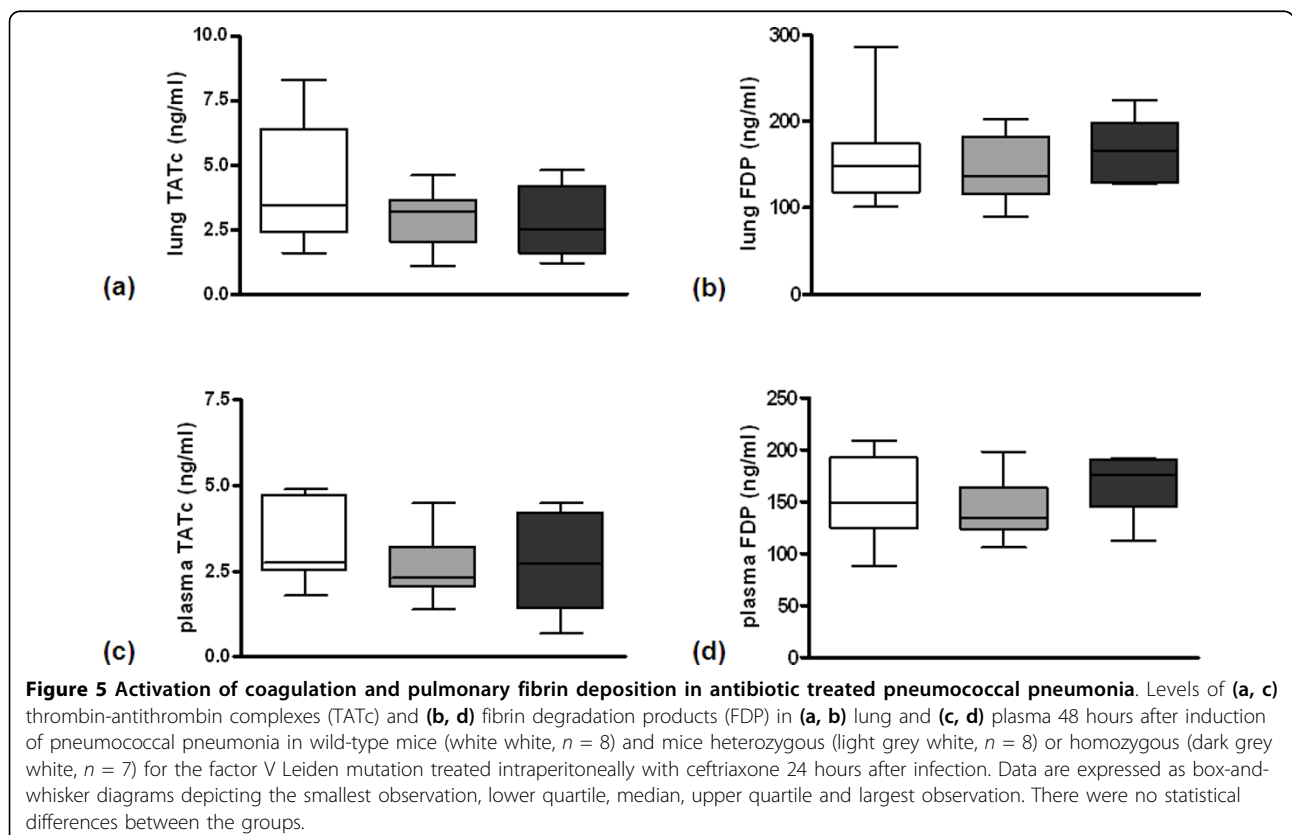 10.0
7.5
5.0
2.5
0.0
lung TATc (ng/ml)
(a)
300
200
100
0
lung FDP (ng/ml)
(b)
7.5
5.0
2.5
0.0
plasma TATc (ng/ml)
(c)
250
200
150
100
50
0
plasma FDP (ng/ml)
(d)
Figure 5 Activation of coagulation and pulmonary fibrin deposition in antibiotic treated pneumococcal pneumonia. Levels of (a, c)
thrombin-antithrombin complexes (TATc) and (b, d) fibrin degradation products (FDP) in (a, b) lung and (c, d) plasma 48 hours after induction
of pneumococcal pneumonia in wild-type mice (white white, n = 8) and mice heterozygous (light grey white, n = 8) or homozygous (dark grey
white, n = 7) for the factor V Leiden mutation treated intraperitoneally with ceftriaxone 24 hours after infection. Data are expressed as box-and-
whisker diagrams depicting the smallest observation, lower quartile, median, upper quartile and largest observation. There were no statistical
differences between the groups.